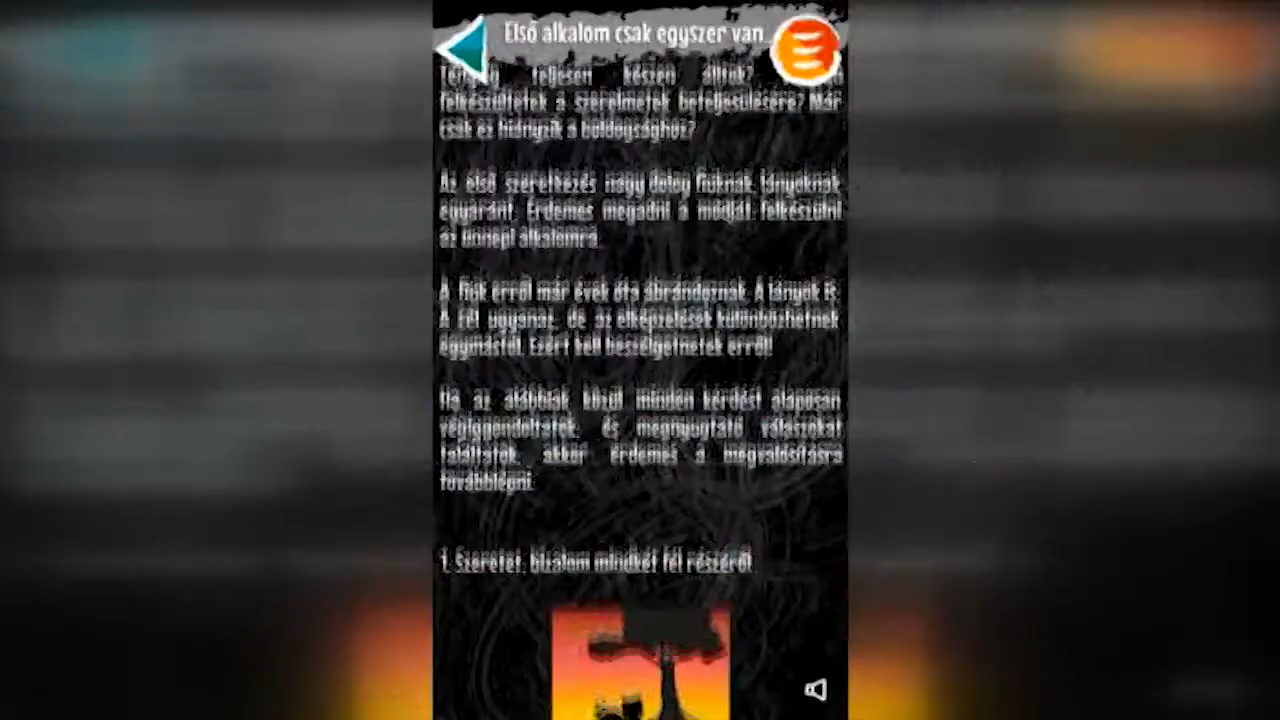 Első alkalom csak egyszer van
Tényleg teljesen készen álltok?
felkészültetek a szerelmetek beteljesülésére? Már
csak ez hiányzik a boldogsághoz?
Az első szeretkezés nagy dolog fiúknak, lányoknak
egyaránt. Érdemes megadni a módját, felkészülni
az ünnepi alkalomra.
A fiúk erről már évek óta ábrándoznak. A lányok is.
A cél ugyanaz, de az elképzelések különbözhetnek
egymástól. Ezért kell beszélgetnetek erről!
Ha az alábbiak közül minden kérdést alaposan
végiggondoltatok, és megnyugtató válaszokat
találtatok, akkor érdemes a megvalósításra
továbblépni.
1. Szeretet, bizalom mindkét fél részéről